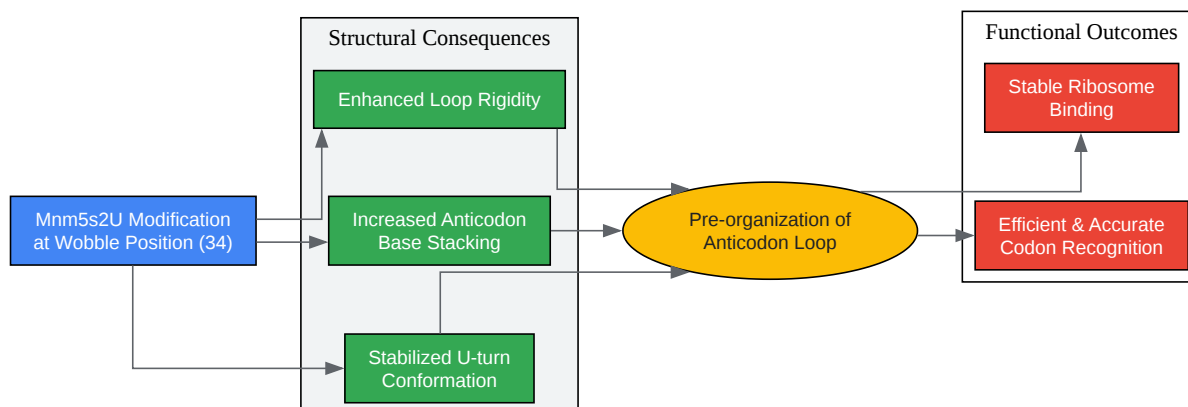 Structural Consequences
Functional Outcomes
Enhanced Loop Rigidity
Stable Ribosome
Binding
Mnm5s2U Modification
at Wobble Position (34)
Increased Anticodon
Base Stacking
Pre-organization of
Anticodon Loop
Efficient & Accurate
Codon Recognition
Stabilized U-turn
Conformation